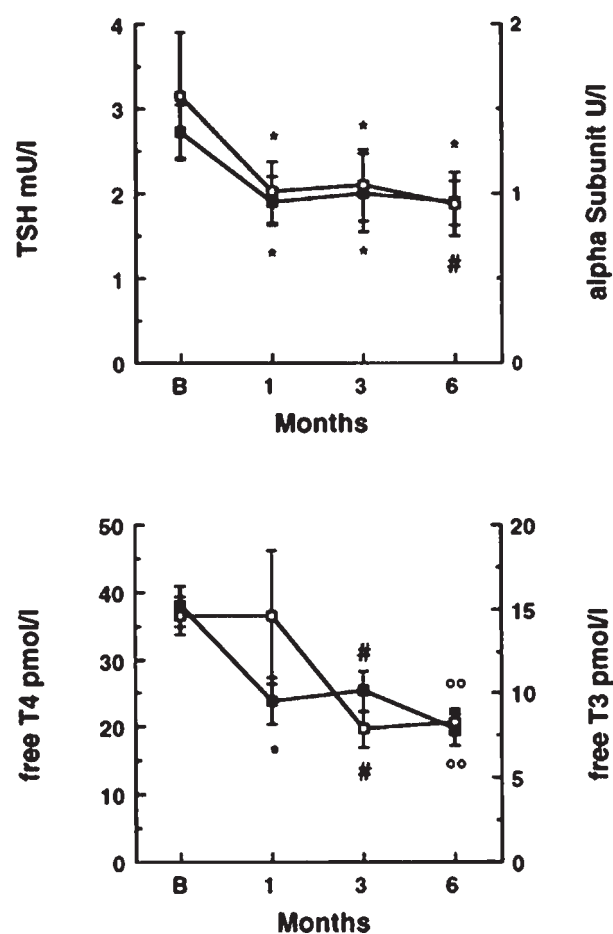 4
3
2
1
0
TSH mU/l
2
1
0
alpha Subunit U/l
* * *
* * #
B 1 3 6
Months
50
40
30
20
10
0
free T4 pmol/l
20
15
10
5
0
free T3 pmol/l
# °°
* # °°
B 1 3 6
Months